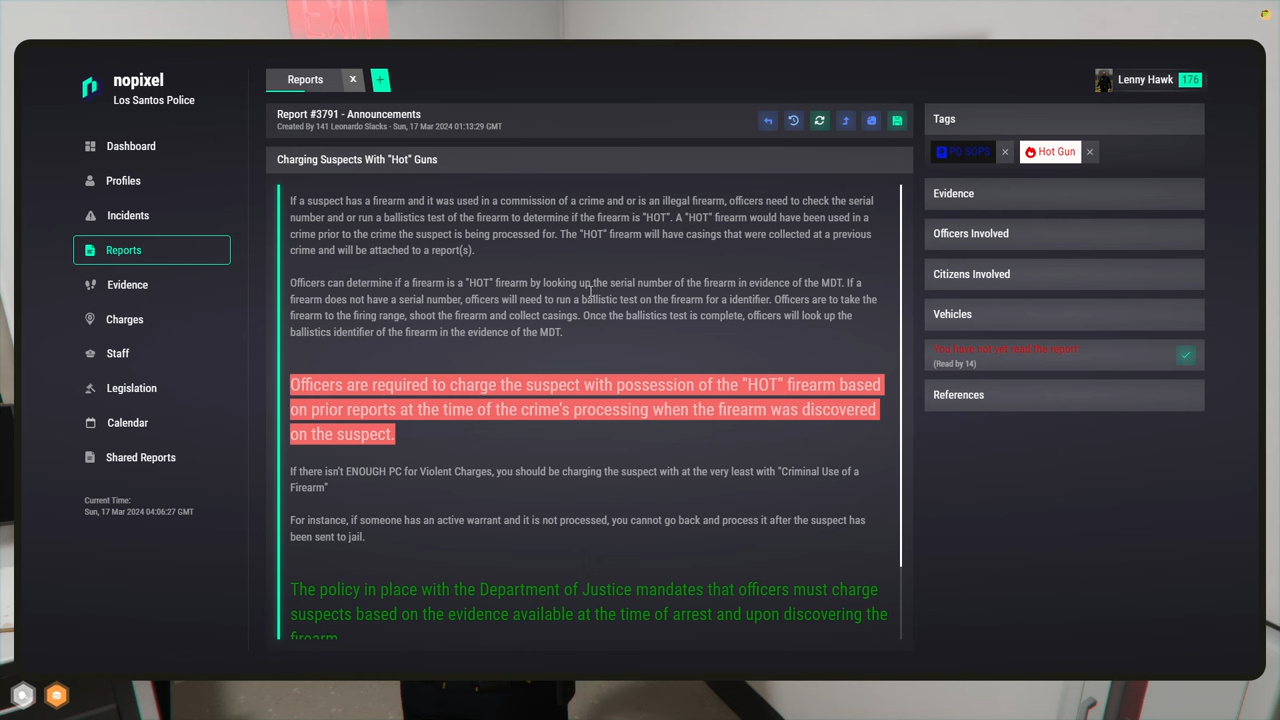 EXIT
nopixel
Los Santos Police
Dashboard
Profiles
Incidents
Reports
Evidence
Charges
Staff
Legislation
Calendar
Shared Reports
Current Time:
Sun, 17 Mar 2024 04:06:27 GMT
Reports x +
Lenny Hawk 176
Report #3791 - Announcements
Created By 141 Leonardo Slacks - Sun, 17 Mar 2024 01:13:29 GMT
Charging Suspects With "Hot" Guns
If a suspect has a firearm and it was used in a commission of a crime and or is an illegal firearm, officers need to check the serial
number and or run a ballistics test of the firearm to determine if the firearm is "HOT". A "HOT" firearm would have been used in a
crime prior to the crime the suspect is being processed for. The "HOT" firearm will have casings that were collected at a previous
crime and will be attached to a report(s).
Officers can determine if a firearm is a "HOT" firearm by looking up the serial number of the firearm in evidence of the MDT. If a
firearm does not have a serial number, officers will need to run a ballistic test on the firearm for a identifier. Officers are to take the
firearm to the firing range, shoot the firearm and collect casings. Once the ballistics test is complete, officers will look up the
ballistics identifier of the firearm in the evidence of the MDT.
Officers are required to charge the suspect with possession of the "HOT" firearm based
on prior reports at the time of the crime's processing when the firearm was discovered
on the suspect.
If there isn't ENOUGH PC for Violent Charges, you should be charging the suspect with at the very least with "Criminal Use of a
Firearm"
For instance, if someone has an active warrant and it is not processed, you cannot go back and process it after the suspect has
been sent to jail.
The policy in place with the Department of Justice mandates that officers must charge
suspects based on the evidence available at the time of arrest and upon discovering the
firearm
Tags
PD SOPS × Hot Gun ×
Evidence
Officers Involved
Citizens Involved
Vehicles
You have not yet read the report
(Read by 14)
References